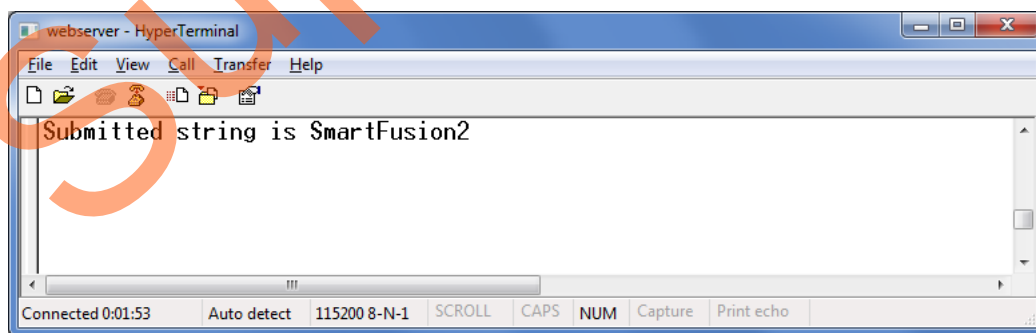 webserver - HyperTerminal
File Edit View Call Transfer Help
Submitted string is SmartFusion2
Connected 0:01:53 Auto detect 115200 8-N-1 SCROLL CAPS NUM Capture Print echo